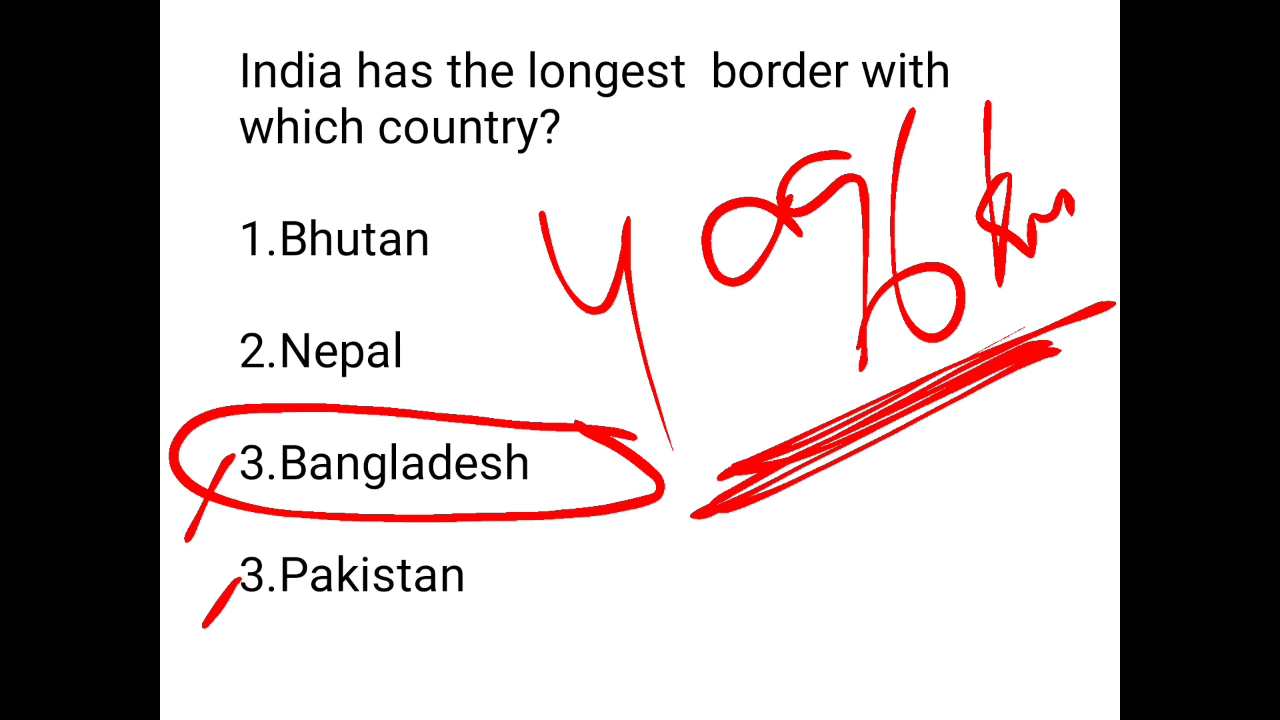 India has the longest  border with
which country?
1.Bhutan
4096 km
2.Nepal
3.Bangladesh
3.Pakistan